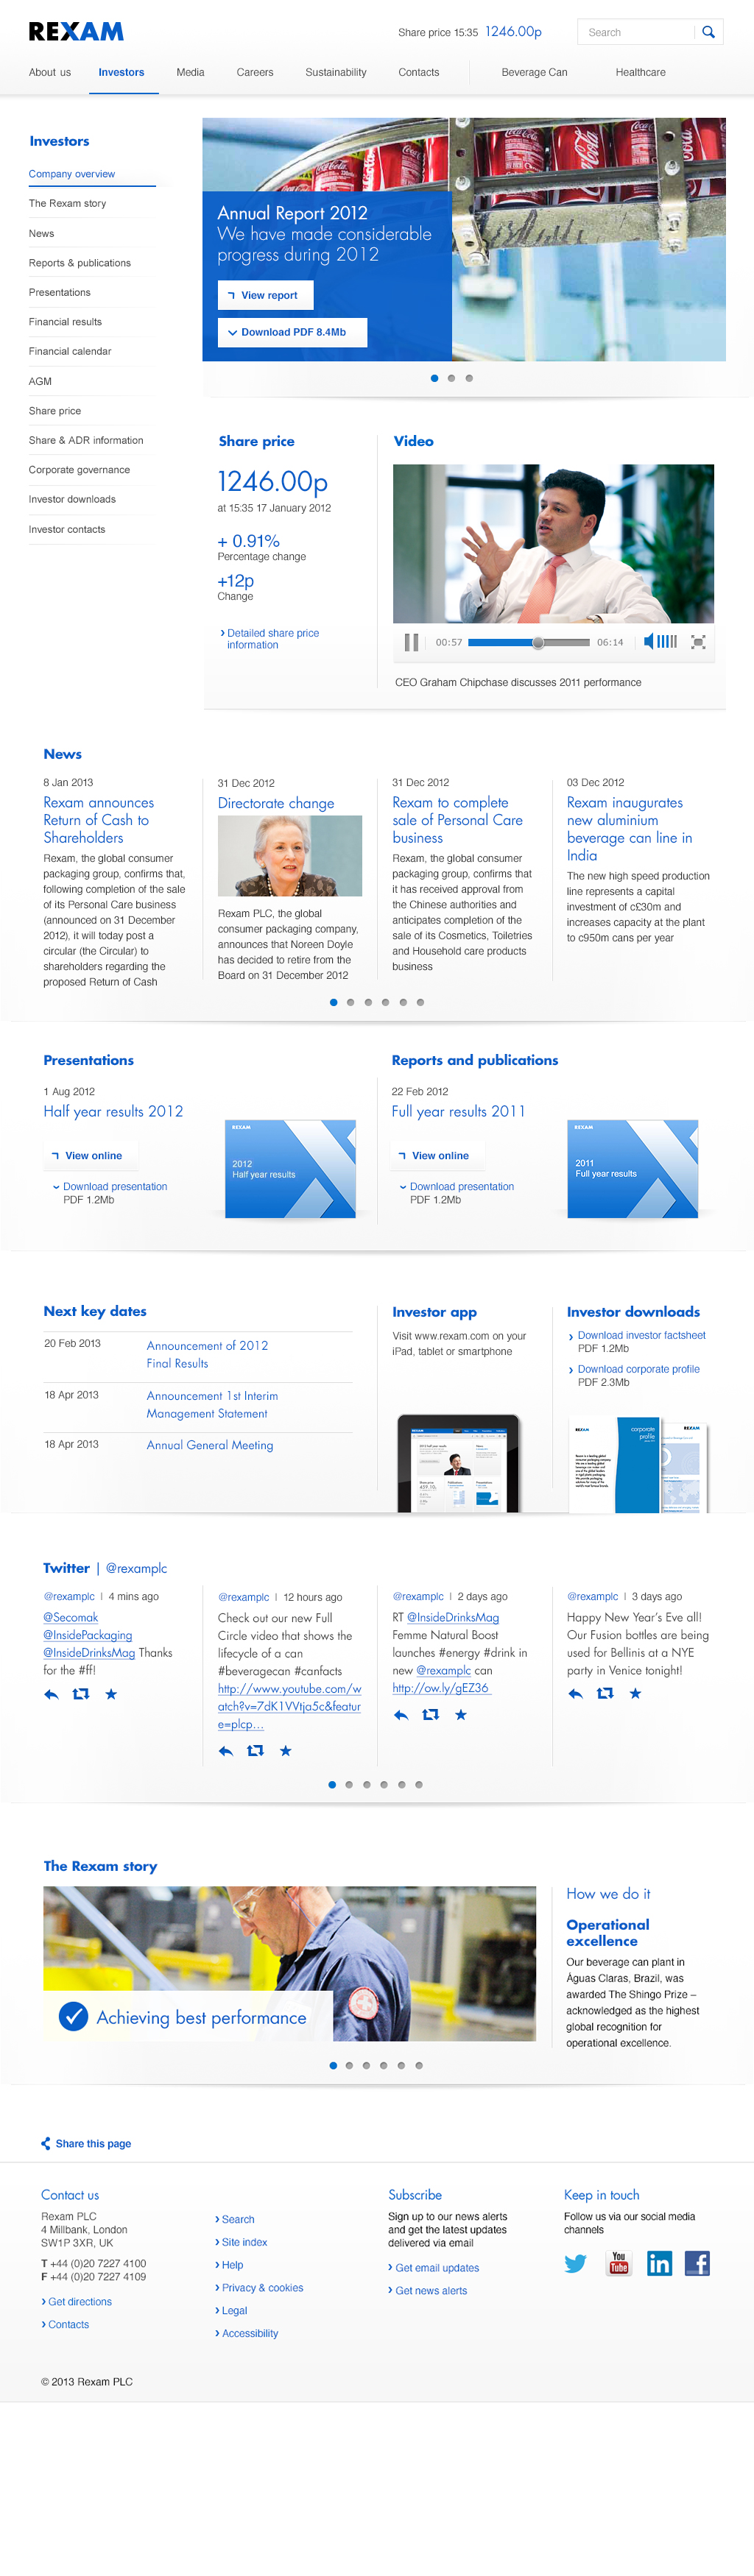 REXAM
Share price 15:35 1246.00p
Search
About us
Investors
Media
Careers
Sustainability
Contacts
Beverage Can
Healthcare
Investors
Company overview
The Rexam story
News
Reports & publications
Presentations
Financial results
Financial calendar
AGM
Share price
Share & ADR information
Corporate governance
Investor downloads
Investor contacts
Coca-Cola
Annual Report 2012
We have made considerable
progress during 2012
View report
Download PDF 8.4Mb
Share price
1246.00p
at 15:35 17 January 2012
+ 0.91%
Percentage change
+12p
Change
Detailed share price
information
Video
00:57
06:14
CEO Graham Chipchase discusses 2011 performance
News
8 Jan 2013
Rexam announces
Return of Cash to
Shareholders
Rexam, the global consumer
packaging group, confirms that,
following completion of the sale
of its Personal Care business
(announced on 31 December
2012), it will today post a
circular (the Circular) to
shareholders regarding the
proposed Return of Cash
31 Dec 2012
Directorate change
Rexam PLC, the global
consumer packaging company,
announces that Noreen Doyle
has decided to retire from the
Board on 31 December 2012
31 Dec 2012
Rexam to complete
sale of Personal Care
business
Rexam, the global consumer
packaging group, confirms that
it has received approval from
the Chinese authorities and
anticipates completion of the
sale of its Cosmetics, Toiletries
and Household care products
business
03 Dec 2012
Rexam inaugurates
new aluminium
beverage can line in
India
The new high speed production
line represents a capital
investment of c£30m and
increases capacity at the plant
to c950m cans per year
Presentations
1 Aug 2012
Half year results 2012
View online
Download presentation
PDF 1.2Mb
REXAM
2012
Half year results
Reports and publications
22 Feb 2012
Full year results 2011
View online
Download presentation
PDF 1.2Mb
REXAM
2011
Full year results
Next key dates
20 Feb 2013
Announcement of 2012
Final Results
18 Apr 2013
Announcement 1st Interim
Management Statement
18 Apr 2013
Annual General Meeting
Investor app
Visit www.rexam.com on your
iPad, tablet or smartphone
Investor downloads
Download investor factsheet
PDF 1.2Mb
Download corporate profile
PDF 2.3Mb
REXAM
corporate
profile
Twitter | @rexamplc
@rexamplc | 4 mins ago
@Secomak
@InsidePackaging
@InsideDrinksMag Thanks
for the #ff!
@rexamplc | 12 hours ago
Check out our new Full
Circle video that shows the
lifecycle of a can
#beveragecan #canfacts
http://www.youtube.com/w
atch?v=7dK1VVtja5c&featur
e=plcp...
@rexamplc | 2 days ago
RT @InsideDrinksMag
Femme Natural Boost
launches #energy #drink in
new @rexamplc can
http://ow.ly/gEZ36
@rexamplc | 3 days ago
Happy New Year's Eve all!
Our Fusion bottles are being
used for Bellinis at a NYE
party in Venice tonight!
The Rexam story
Achieving best performance
How we do it
Operational
excellence
Our beverage can plant in
Águas Claras, Brazil, was
awarded The Shingo Prize –
acknowledged as the highest
global recognition for
operational excellence.
Share this page
Contact us
Rexam PLC
4 Millbank, London
SW1P 3XR, UK
T +44 (0)20 7227 4100
F +44 (0)20 7227 4109
Get directions
Contacts
Search
Site index
Help
Privacy & cookies
Legal
Accessibility
Subscribe
Sign up to our news alerts
and get the latest updates
delivered via email
Get email updates
Get news alerts
Keep in touch
Follow us via our social media
channels
You
Tube
in
f
© 2013 Rexam PLC